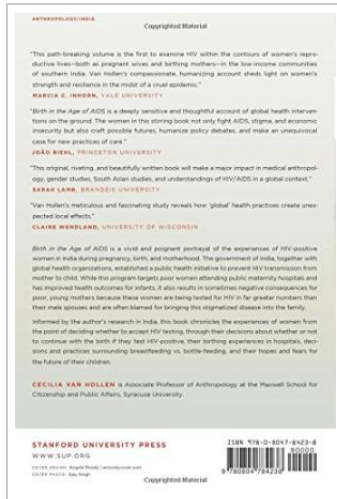 ANTHROPOLOGY/INDIA
Copyrighted Material
"This path-breaking volume is the first to examine HIV within the contours of women's repro-
ductive lives—both as pregnant wives and birthing mothers—in the low-income communities
of southern India. Van Hollen's compassionate, humanizing account sheds light on women's
strength and resilience in the midst of a cruel epidemic."
MARCIA C. INHORN, YALE UNIVERSITY
"Birth in the Age of AIDS is a deeply sensitive and thoughtful account of global health interven-
tions on the ground. The women in this stirring book not only fight AIDS, stigma, and economic
insecurity but also craft possible futures, humanize policy debates, and make an unequivocal
case for new practices of care."
JOÃO BIEHL, PRINCETON UNIVERSITY
"This original, riveting, and beautifully written book will make a major impact in medical anthropol-
ogy, gender studies, South Asian studies, and understandings of HIV/AIDS in a global context."
SARAH LAMB, BRANDEIS UNIVERSITY
"Van Hollen's meticulous and fascinating study reveals how 'global' health practices create unex-
pected local effects."
CLAIRE WENDLAND, UNIVERSITY OF WISCONSIN
Birth in the Age of AIDS is a vivid and poignant portrayal of the experiences of HIV-positive
women in India during pregnancy, birth, and motherhood. The government of India, together with
global health organizations, established a public health initiative to prevent HIV transmission from
mother to child. While this program targets poor women attending public maternity hospitals and
has improved health outcomes for infants, it also results in sometimes negative consequences for
poor, young mothers because these women are being tested for HIV in far greater numbers than
their male spouses and are often blamed for bringing this stigmatized disease into the family.
Informed by the author's research in India, this book chronicles the experiences of women from
the point of deciding whether to accept HIV testing, through their decisions about whether or not
to continue with the birth if they test HIV-positive, their birthing experiences in hospitals, deci-
sions and practices surrounding breastfeeding vs. bottle-feeding, and their hopes and fears for
the future of their children.
CECILIA VAN HOLLEN is Associate Professor of Anthropology at the Maxwell School for
Citizenship and Public Affairs, Syracuse University.
STANFORD UNIVERSITY PRESS
WWW.SUP.ORG
COVER DESIGN:
COVER PHOTO: Ajay Singh
ISBN 978-0-8047-8423-8
90000
9 780804 784238
Copyrighted Material